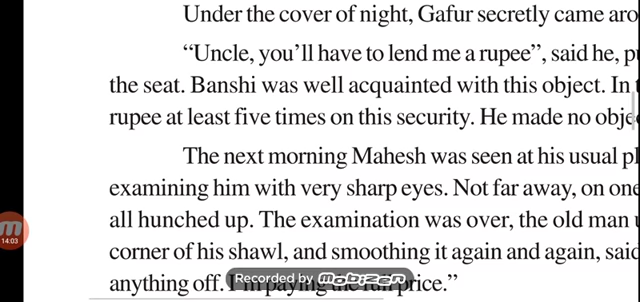 Under the cover of night, Gafur secretly came aro
“Uncle, you’ll have to lend me a rupee”, said he, pu
the seat. Banshi was well acquainted with this object. In t
rupee at least five times on this security. He made no obje
The next morning Mahesh was seen at his usual pl
examining him with very sharp eyes. Not far away, on one
all hunched up. The examination was over, the old man u
14:03
corner of his shawl, and smoothing it again and again, said
anything off. I’m paying the full price.”
Recorded by mobizen